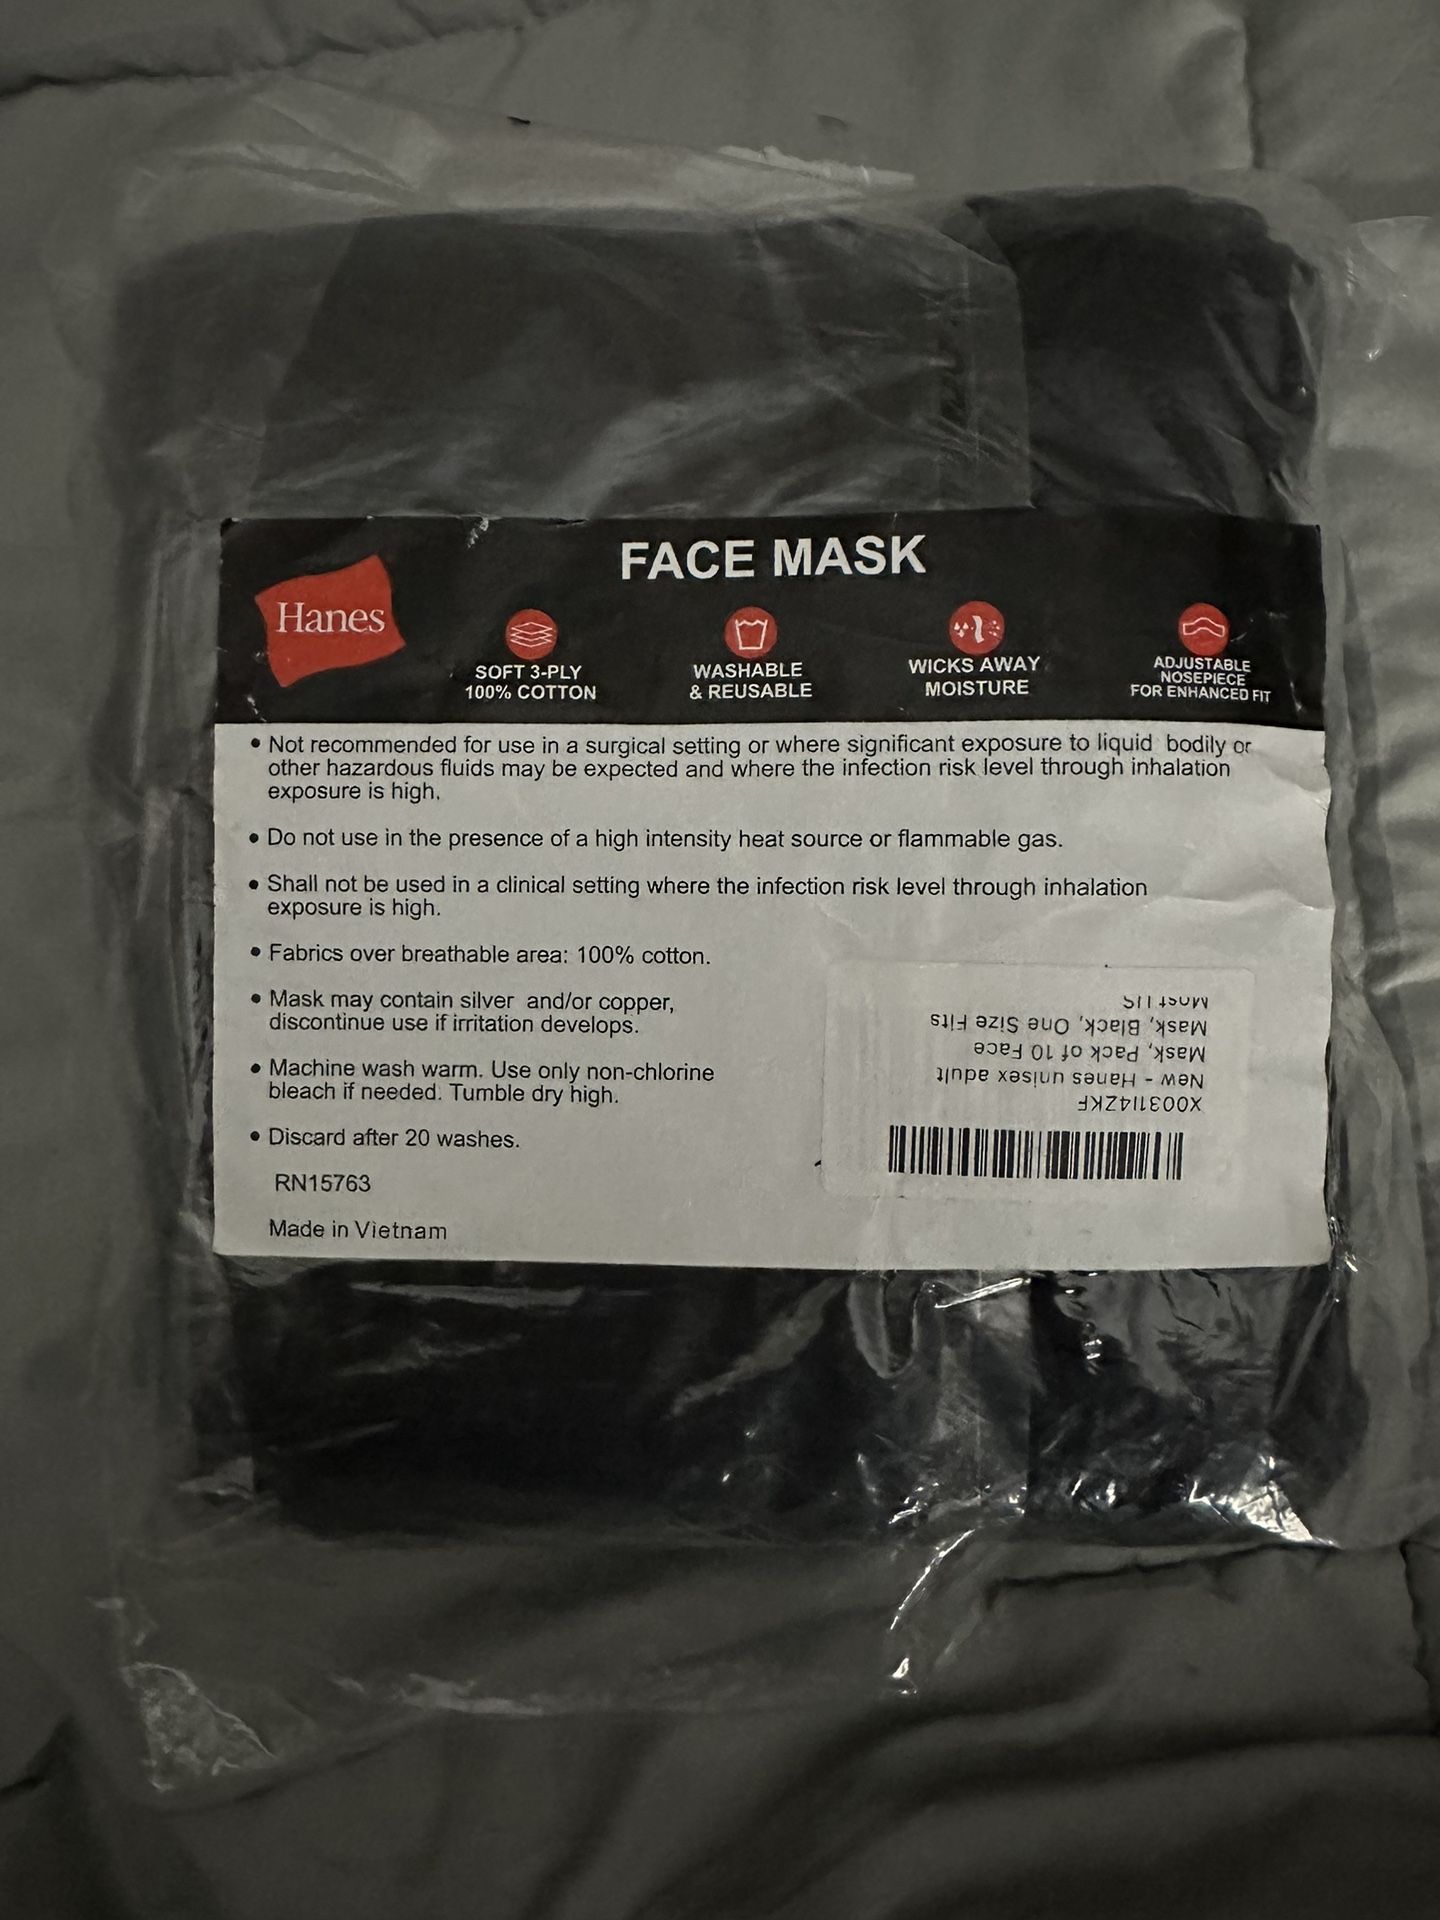 FACE MASK
Hanes
SOFT 3-PLY
100% COTTON
WASHABLE
& REUSABLE
WICKS AWAY
MOISTURE
ADJUSTABLE
NOSEPIECE
FOR ENHANCED FIT
• Not recommended for use in a surgical setting or where significant exposure to liquid bodily or
other hazardous fluids may be expected and where the infection risk level through inhalation
exposure is high.
• Do not use in the presence of a high intensity heat source or flammable gas.
• Shall not be used in a clinical setting where the infection risk level through inhalation
exposure is high.
• Fabrics over breathable area: 100% cotton.
• Mask may contain silver and/or copper,
discontinue use if irritation develops.
• Machine wash warm. Use only non-chlorine
bleach if needed. Tumble dry high.
• Discard after 20 washes.
RN15763
Made in Vietnam
X0031I4ZKF
New - Hanes unisex adult
Mask, Pack of 10 Face
Mask, Black, One Size Fits
Most US